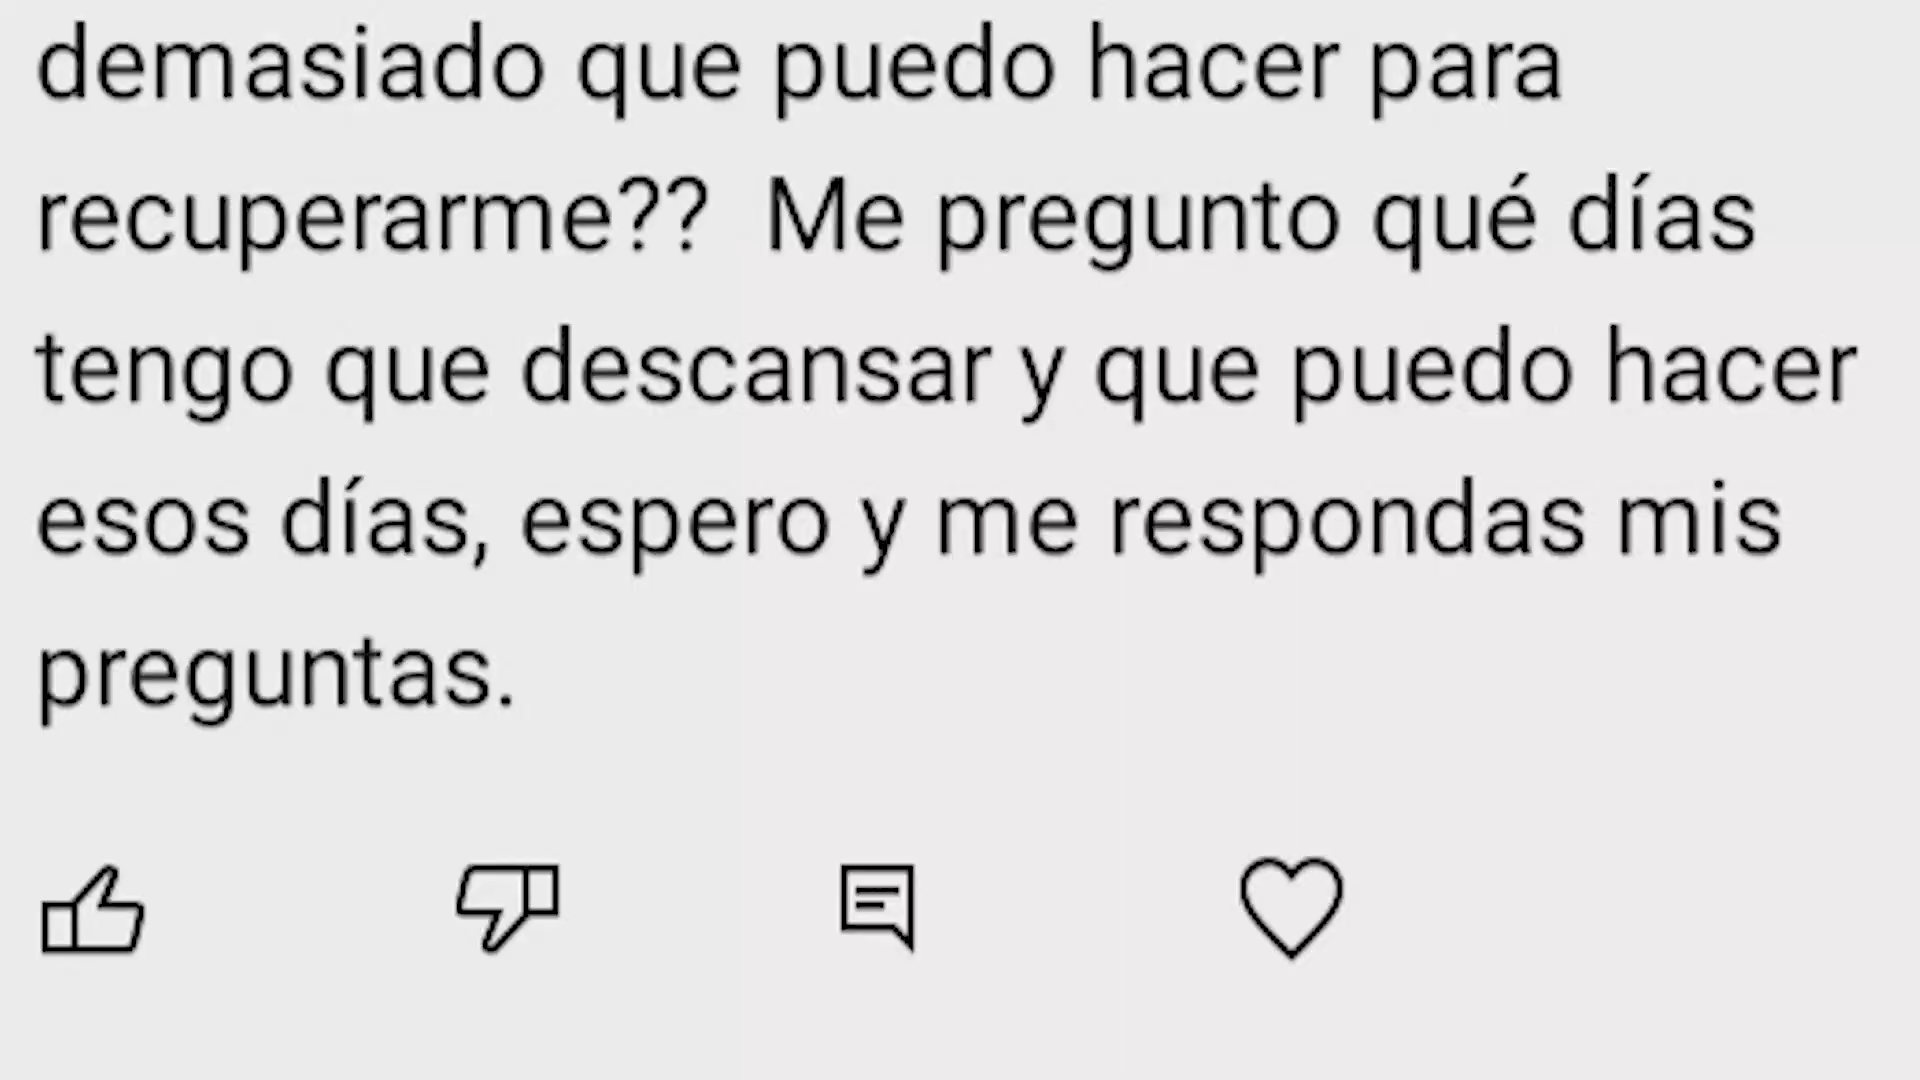 demasiado que puedo hacer para
recuperarme??  Me pregunto qué días
tengo que descansar y que puedo hacer
esos días, espero y me respondas mis
preguntas.